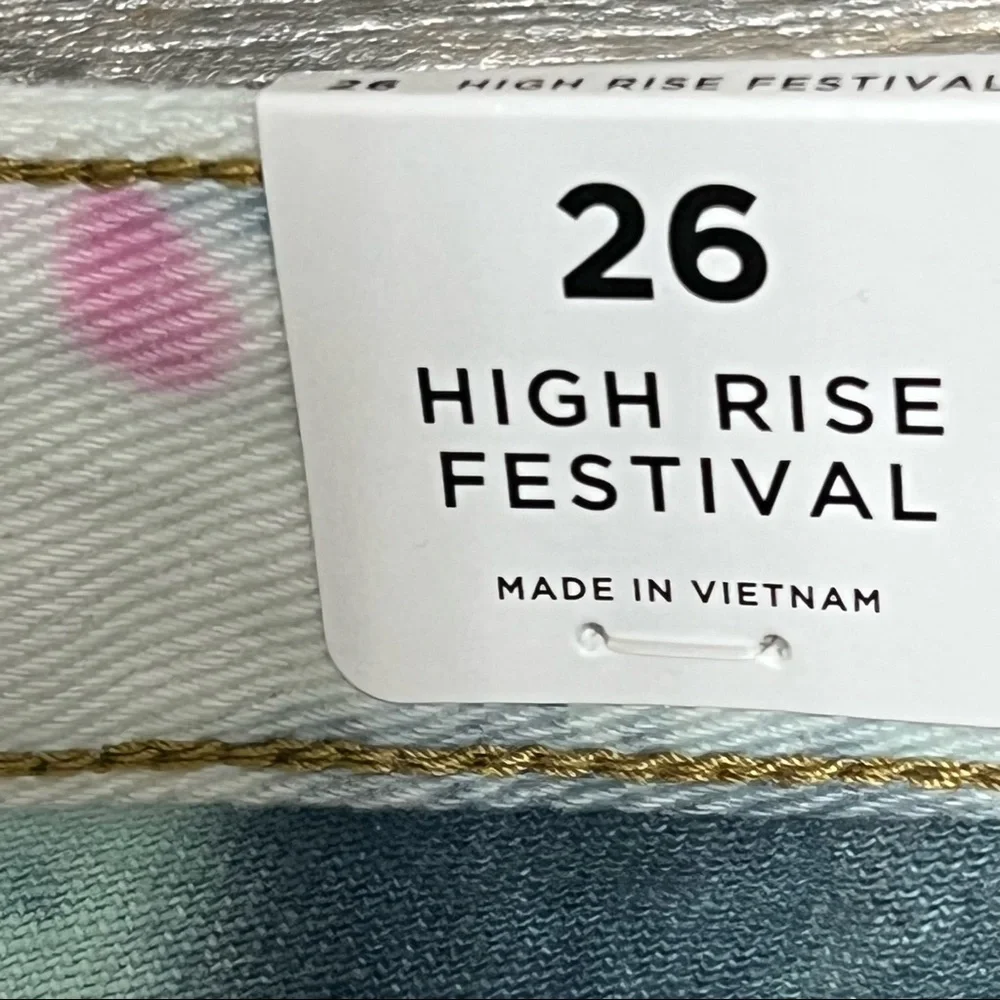 26 HIGH RISE FESTIVAL
26
HIGH RISE
FESTIVAL
MADE IN VIETNAM